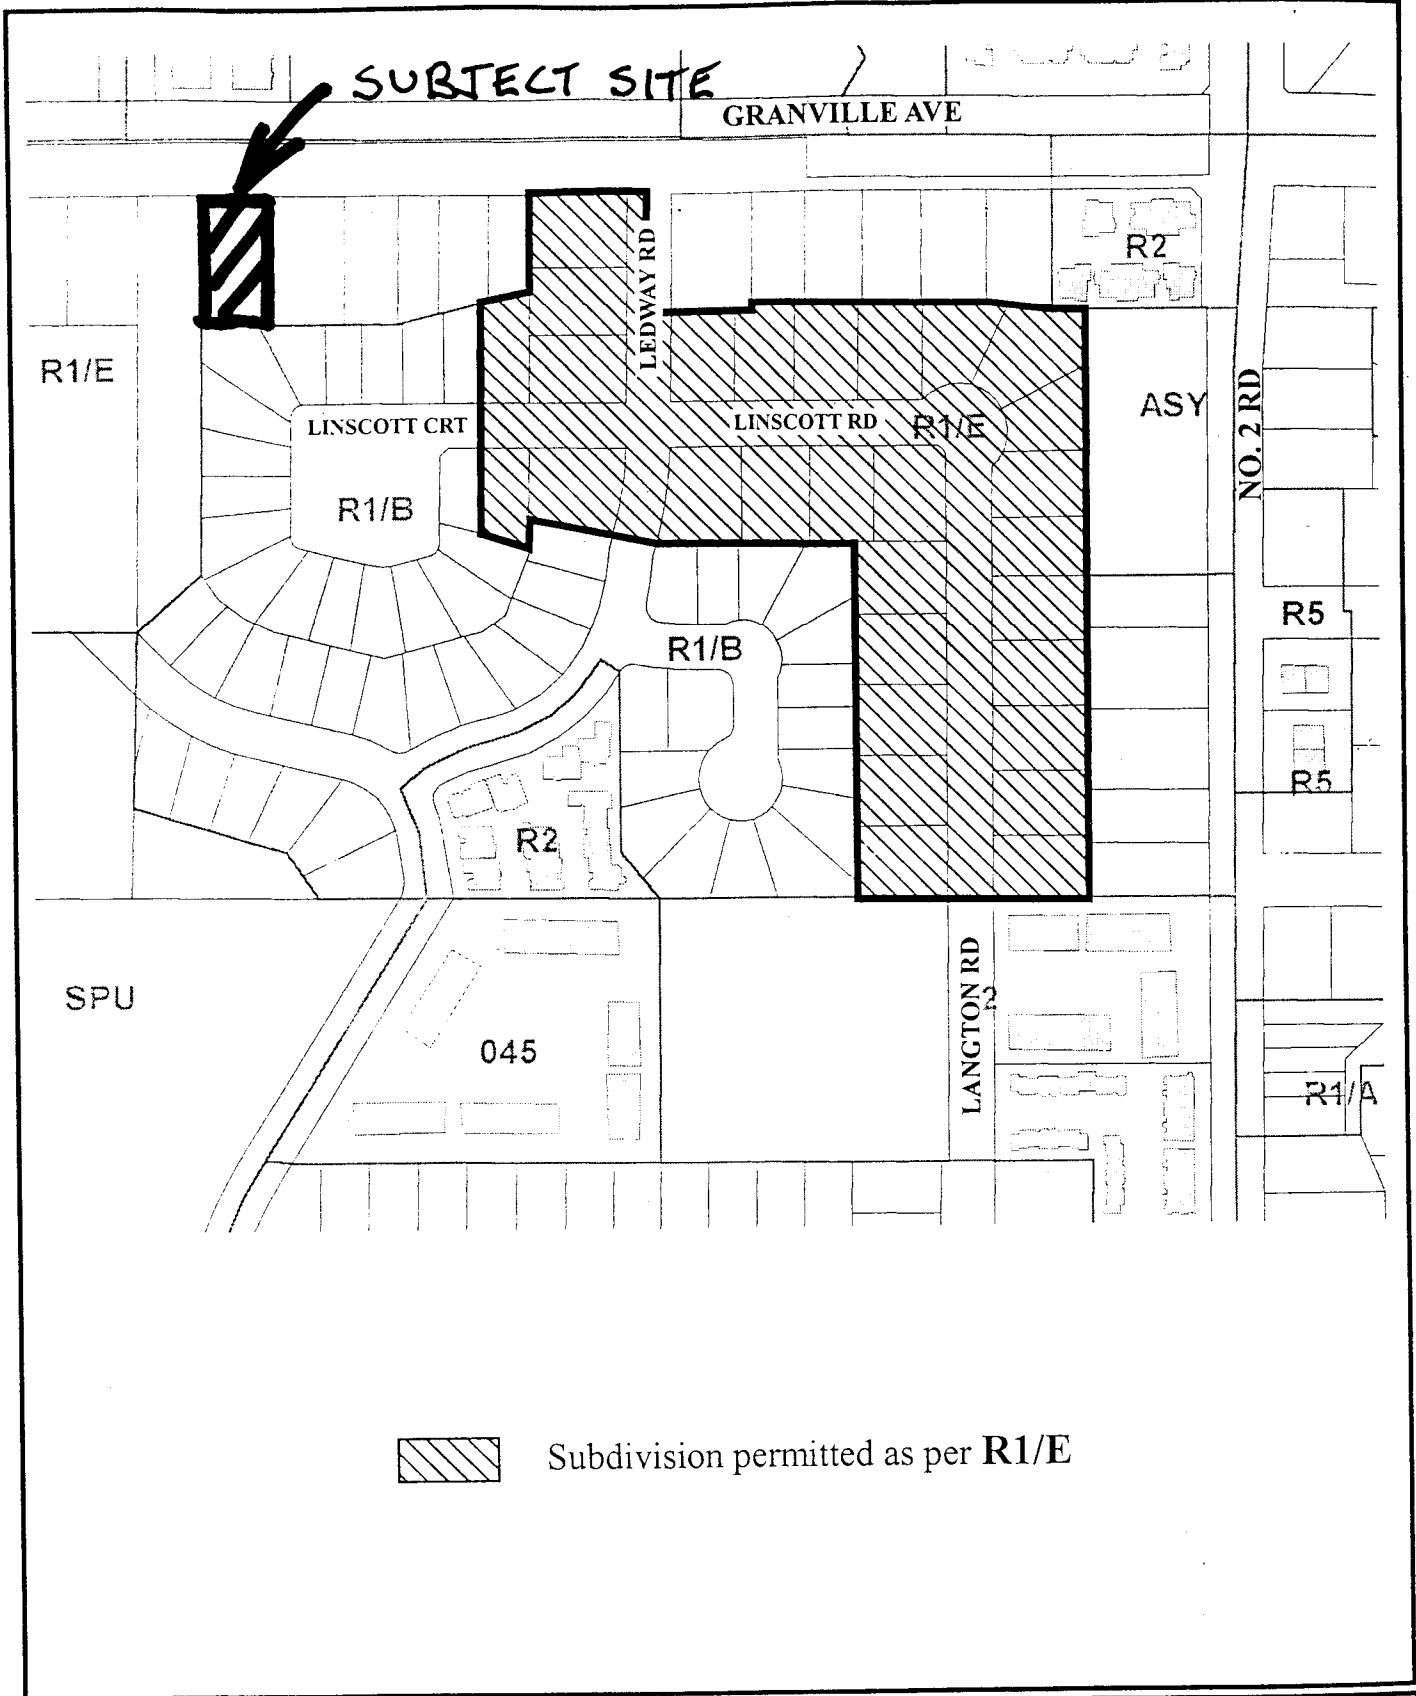 SUBJECT SITE
GRANVILLE AVE
R2
LEDWAY RD
R1/E
ASY
NO. 2 RD
LINSCOTT CRT
LINSCOTT RD
R1/E
R1/B
R5
R1/B
R5
R2
SPU
LANGTON RD
2
045
R1/A
Subdivision permitted as per R1/E